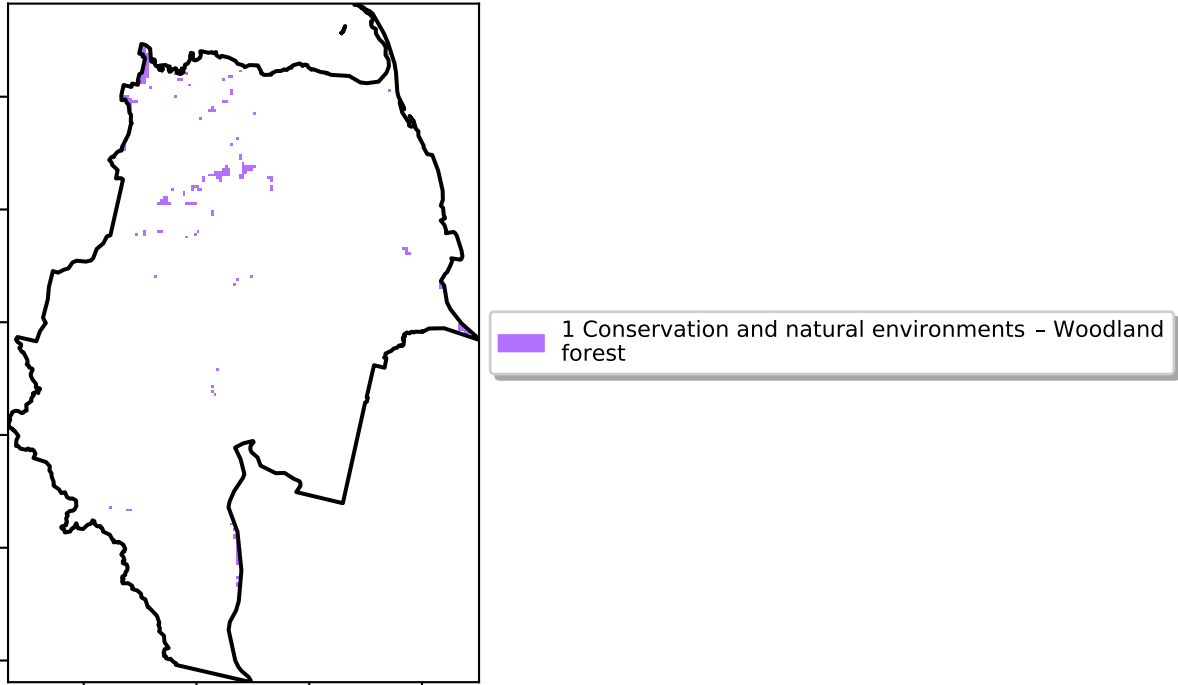 1 Conservation and natural environments – Woodland
forest